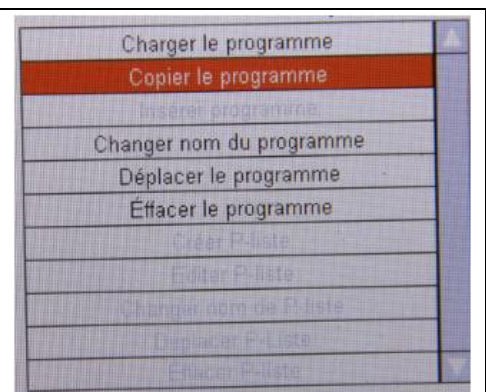 Charger le programme
Copier le programme
Insérer programme
Changer nom du programme
Déplacer le programme
Éffacer le programme
Créer P-liste
Editer P-liste
Changer nom de P-liste
Déplacer P-Liste
Effacer P-liste